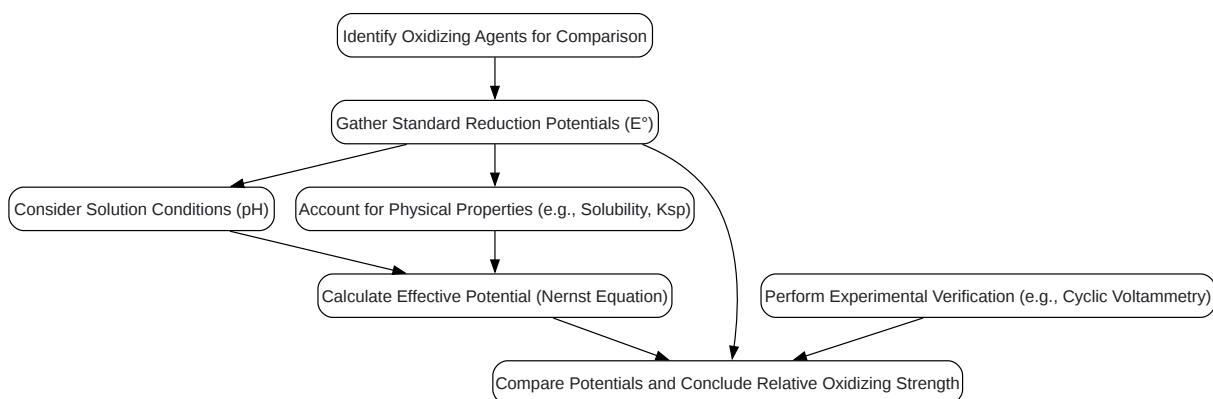 Identify Oxidizing Agents for Comparison
Gather Standard Reduction Potentials (E°)
Consider Solution Conditions (pH)
Account for Physical Properties (e.g., Solubility, Ksp)
Calculate Effective Potential (Nernst Equation)
Perform Experimental Verification (e.g., Cyclic Voltammetry)
Compare Potentials and Conclude Relative Oxidizing Strength